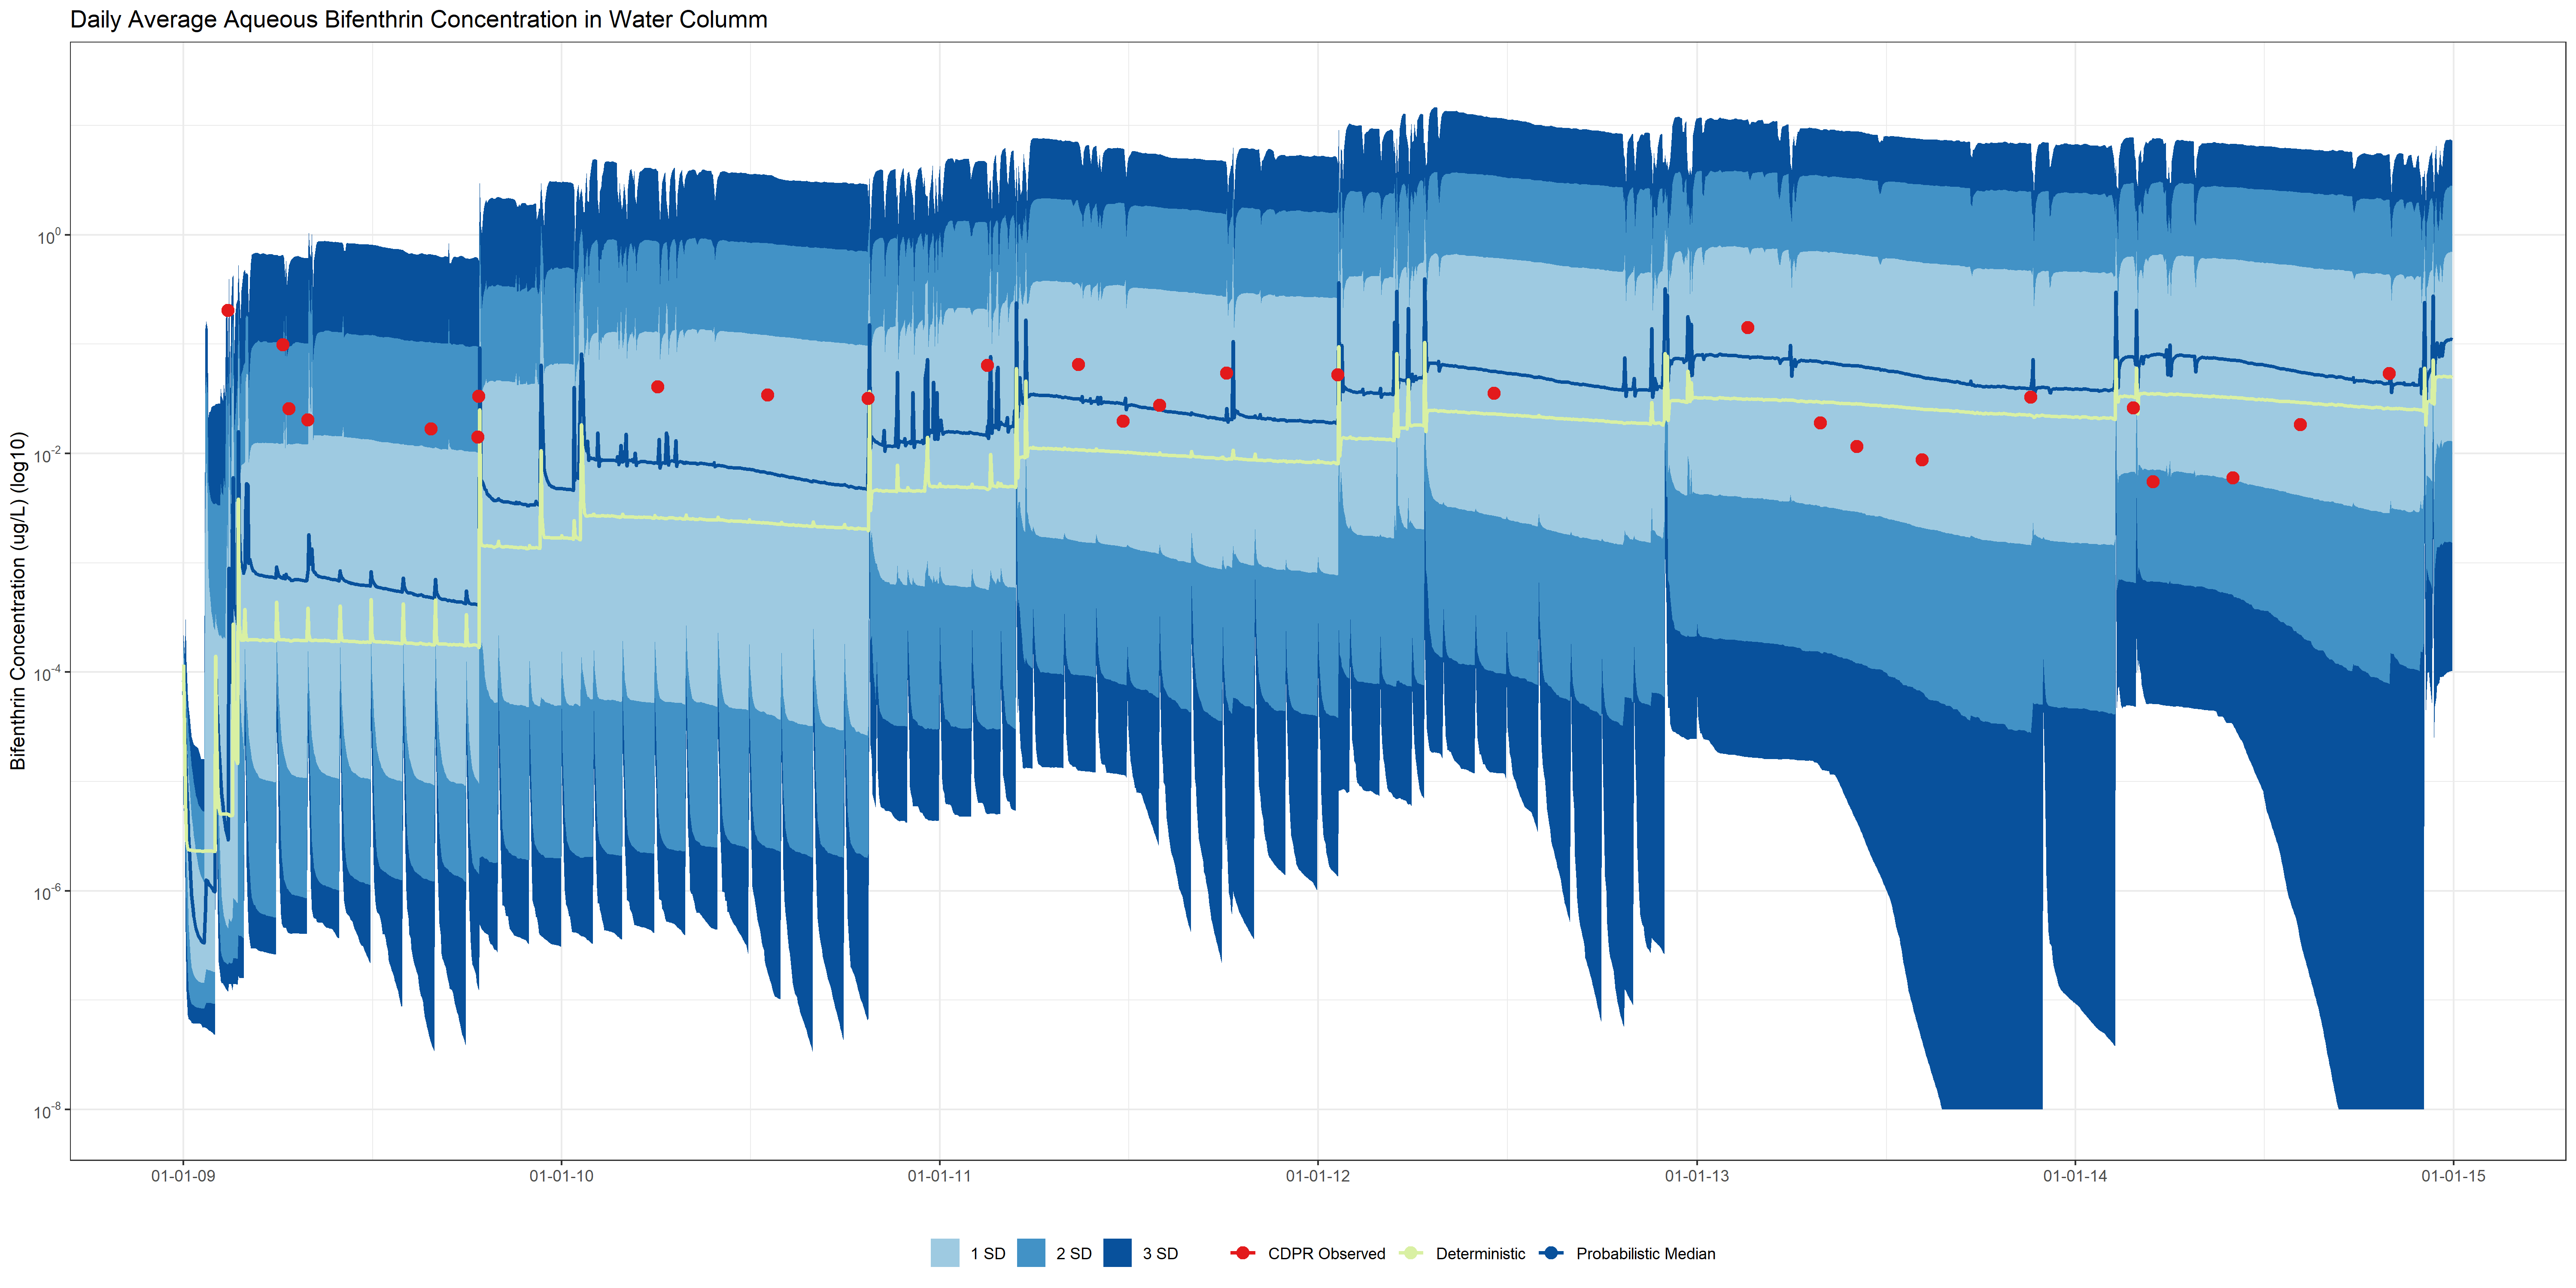 Daily Average Aqueous Bifenthrin Concentration in Water Columm
Bifenthrin Concentration (ug/L) (log10)
10^0
10^-2
10^-4
10^-6
10^-8
01-01-09
01-01-10
01-01-11
01-01-12
01-01-13
01-01-14
01-01-15
1 SD
2 SD
3 SD
CDPR Observed
Deterministic
Probabilistic Median